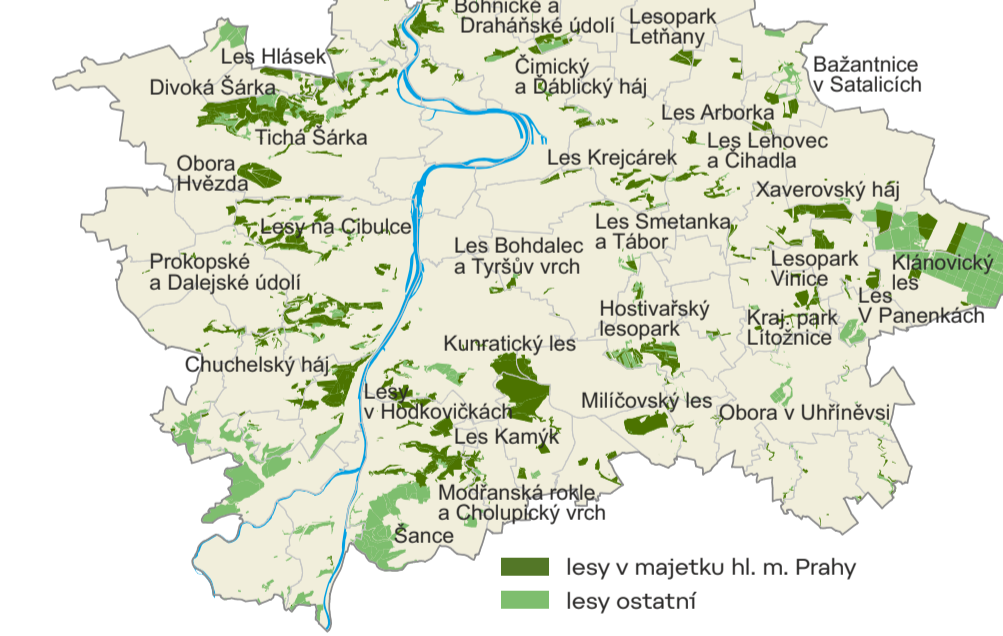 Bohnické a
Draháňské údolí
Lesopark
Letňany
Les Hlásek
Čimický
a Ďáblický háj
Bažantnice
v Satalicích
Divoká Šárka
Les Arborka
Tichá Šárka
Les Lehovec
a Čihadla
Obora
Hvězda
Les Krejcárek
Xaverovský háj
Lesy na Cibulce
Les Smetanka
a Tábor
Les Bohdalec
a Tyršův vrch
Prokopské
a Dalejské údolí
Lesopark
Vinice
Klánovický
les
Les
V Panenkách
Hostivařský
lesopark
Kraj. park
Litožnice
Kunratický les
Chuchelský háj
Lesy
v Hodkovičkách
Milíčovský les
Obora v Uhříněvsi
Les Kamýk
Modřanská rokle
a Cholupický vrch
Šance
lesy v majetku hl. m. Prahy
lesy ostatní